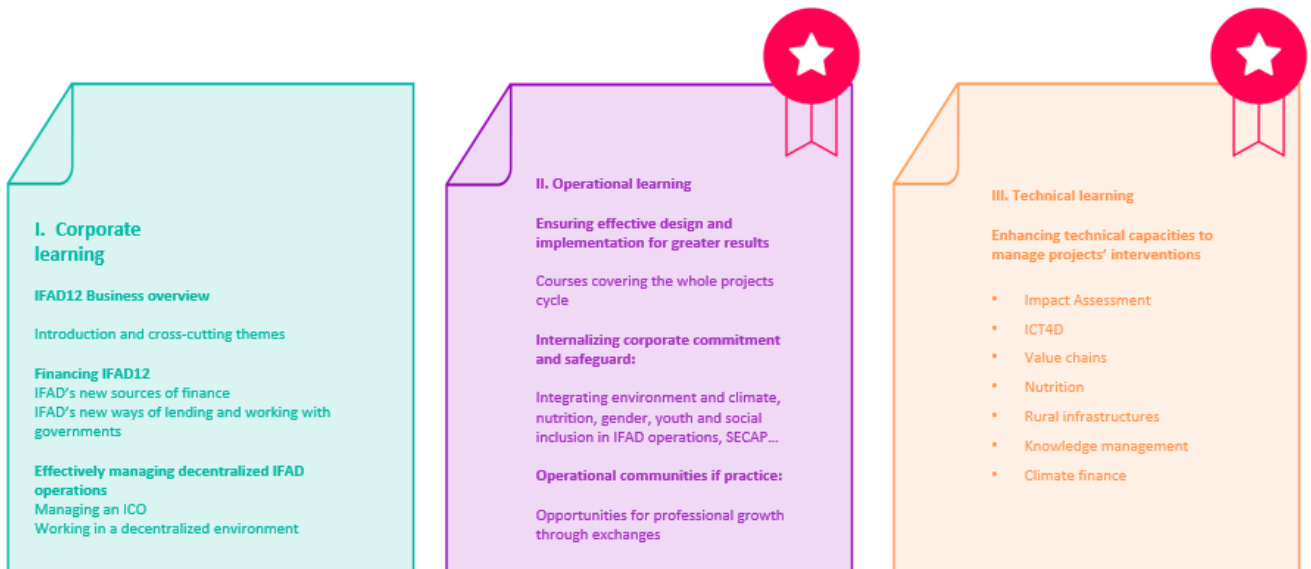 I. Corporate
learning
IFAD12 Business overview
Introduction and cross-cutting themes
Financing IFAD12
IFAD's new sources of finance
IFAD's new ways of lending and working with
governments
Effectively managing decentralized IFAD
operations
Managing an ICO
Working in a decentralized environment
II. Operational learning
Ensuring effective design and
implementation for greater results
Courses covering the whole projects
cycle
Internalizing corporate commitment
and safeguard:
Integrating environment and climate,
nutrition, gender, youth and social
inclusion in IFAD operations, SECAP...
Operational communities if practice:
Opportunities for professional growth
through exchanges
III. Technical learning
Enhancing technical capacities to
manage projects' interventions
▪ Impact Assessment
▪ ICT4D
▪ Value chains
▪ Nutrition
▪ Rural infrastructures
▪ Knowledge management
▪ Climate finance